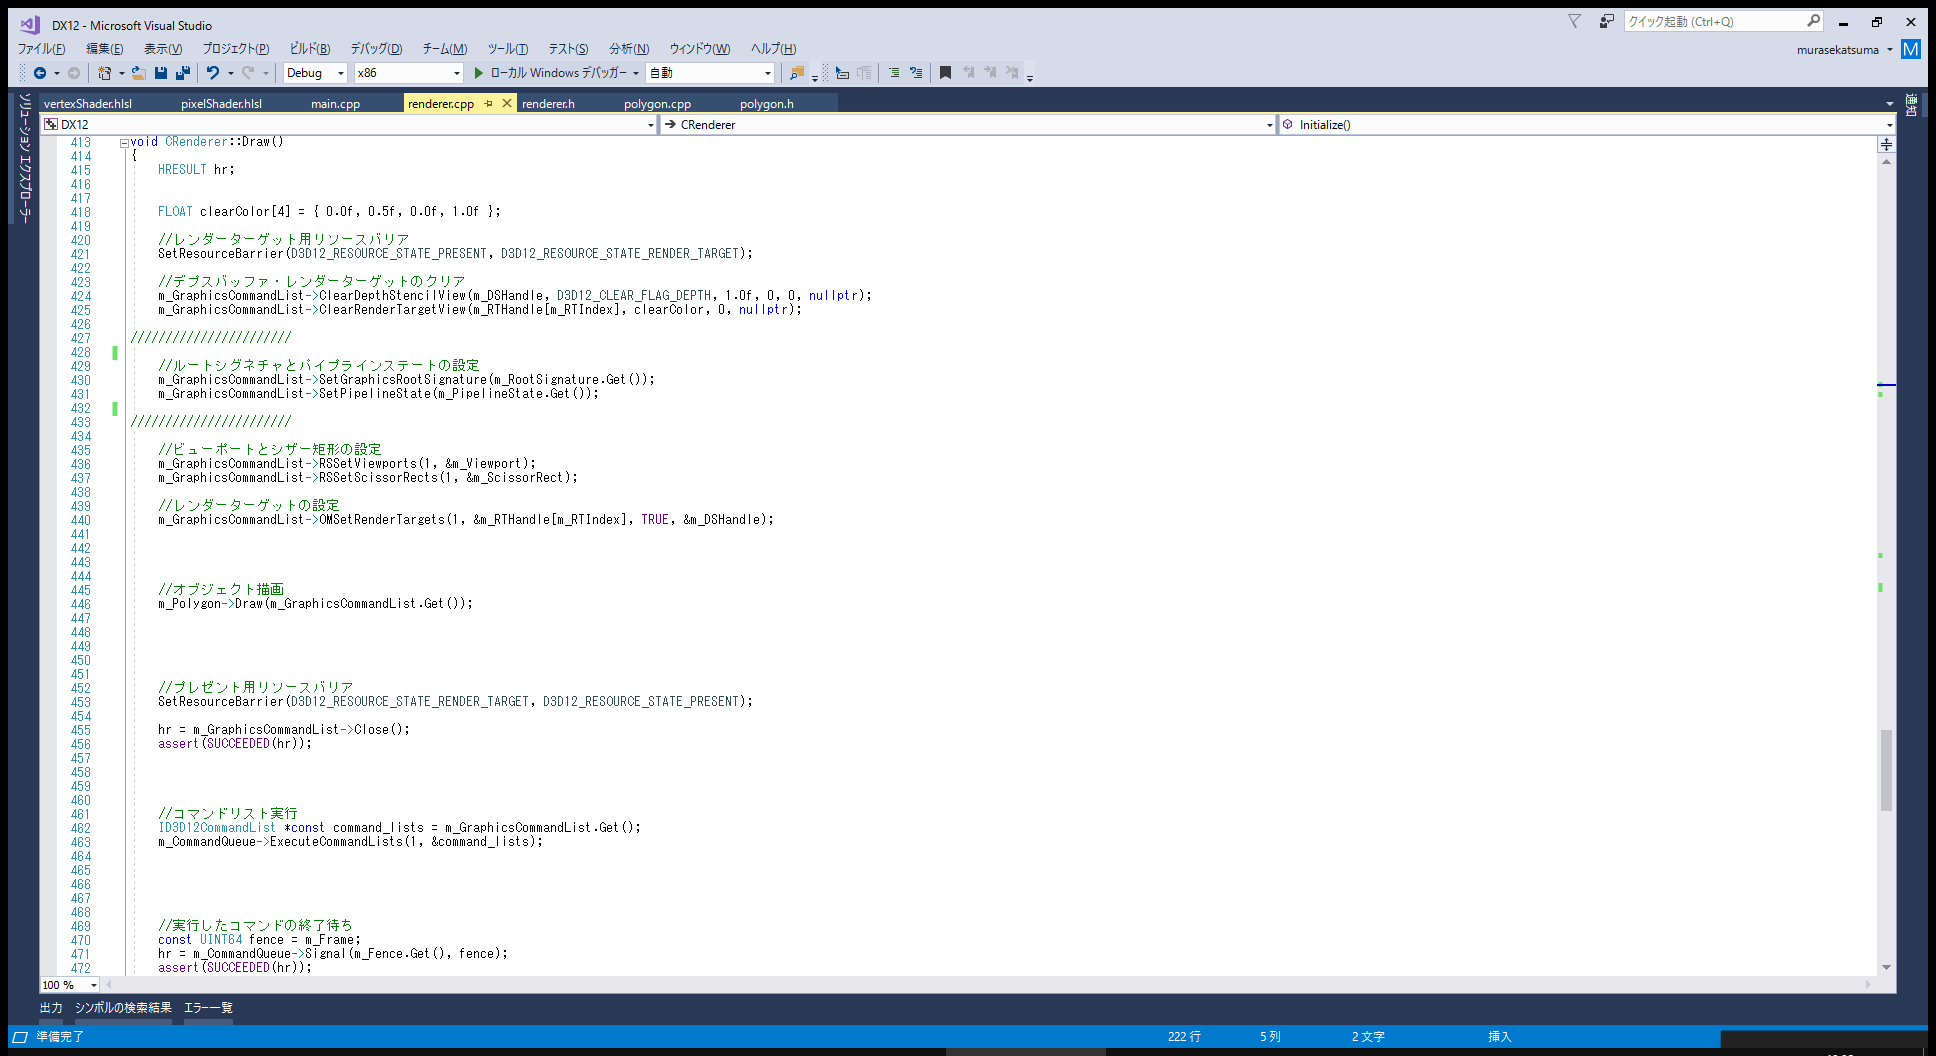 DX12 - Microsoft Visual Studio
クイック起動 (Ctrl+Q)
ファイル(F) 編集(E) 表示(V) プロジェクト(P) ビルド(B) デバッグ(D) チーム(M) ツール(T) テスト(S) 分析(N) ウィンドウ(W) ヘルプ(H)
murasekatsuma M
Debug x86 ローカル Windows デバッガー 自動
ソリューション エクスプローラー
通知
vertexShader.hlsl pixelShader.hlsl main.cpp renderer.cpp renderer.h polygon.cpp polygon.h
DX12 CRenderer Initialize()
413 void CRenderer::Draw()
414 {
415 HRESULT hr;
416
417
418 FLOAT clearColor[4] = { 0.0f, 0.5f, 0.0f, 1.0f };
419
420 //レンダーターゲット用リソースバリア
421 SetResourceBarrier(D3D12_RESOURCE_STATE_PRESENT, D3D12_RESOURCE_STATE_RENDER_TARGET);
422
423 //デプスバッファ・レンダーターゲットのクリア
424 m_GraphicsCommandList->ClearDepthStencilView(m_DSHandle, D3D12_CLEAR_FLAG_DEPTH, 1.0f, 0, 0, nullptr);
425 m_GraphicsCommandList->ClearRenderTargetView(m_RTHandle[m_RTIndex], clearColor, 0, nullptr);
426
427 ///////////////////////
428
429 //ルートシグネチャとパイプラインステートの設定
430 m_GraphicsCommandList->SetGraphicsRootSignature(m_RootSignature.Get());
431 m_GraphicsCommandList->SetPipelineState(m_PipelineState.Get());
432
433 ///////////////////////
434
435 //ビューポートとシザー矩形の設定
436 m_GraphicsCommandList->RSSetViewports(1, &m_Viewport);
437 m_GraphicsCommandList->RSSetScissorRects(1, &m_ScissorRect);
438
439 //レンダーターゲットの設定
440 m_GraphicsCommandList->OMSetRenderTargets(1, &m_RTHandle[m_RTIndex], TRUE, &m_DSHandle);
441
442
443
444
445 //オブジェクト描画
446 m_Polygon->Draw(m_GraphicsCommandList.Get());
447
448
449
450
451
452 //プレゼント用リソースバリア
453 SetResourceBarrier(D3D12_RESOURCE_STATE_RENDER_TARGET, D3D12_RESOURCE_STATE_PRESENT);
454
455 hr = m_GraphicsCommandList->Close();
456 assert(SUCCEEDED(hr));
457
458
459
460
461 //コマンドリスト実行
462 ID3D12CommandList *const command_lists = m_GraphicsCommandList.Get();
463 m_CommandQueue->ExecuteCommandLists(1, &command_lists);
464
465
466
467
468
469 //実行したコマンドの終了待ち
470 const UINT64 fence = m_Frame;
471 hr = m_CommandQueue->Signal(m_Fence.Get(), fence);
472 assert(SUCCEEDED(hr));
100 %
出力 シンボルの検索結果 エラー一覧
準備完了 222 行 5 列 2 文字 挿入